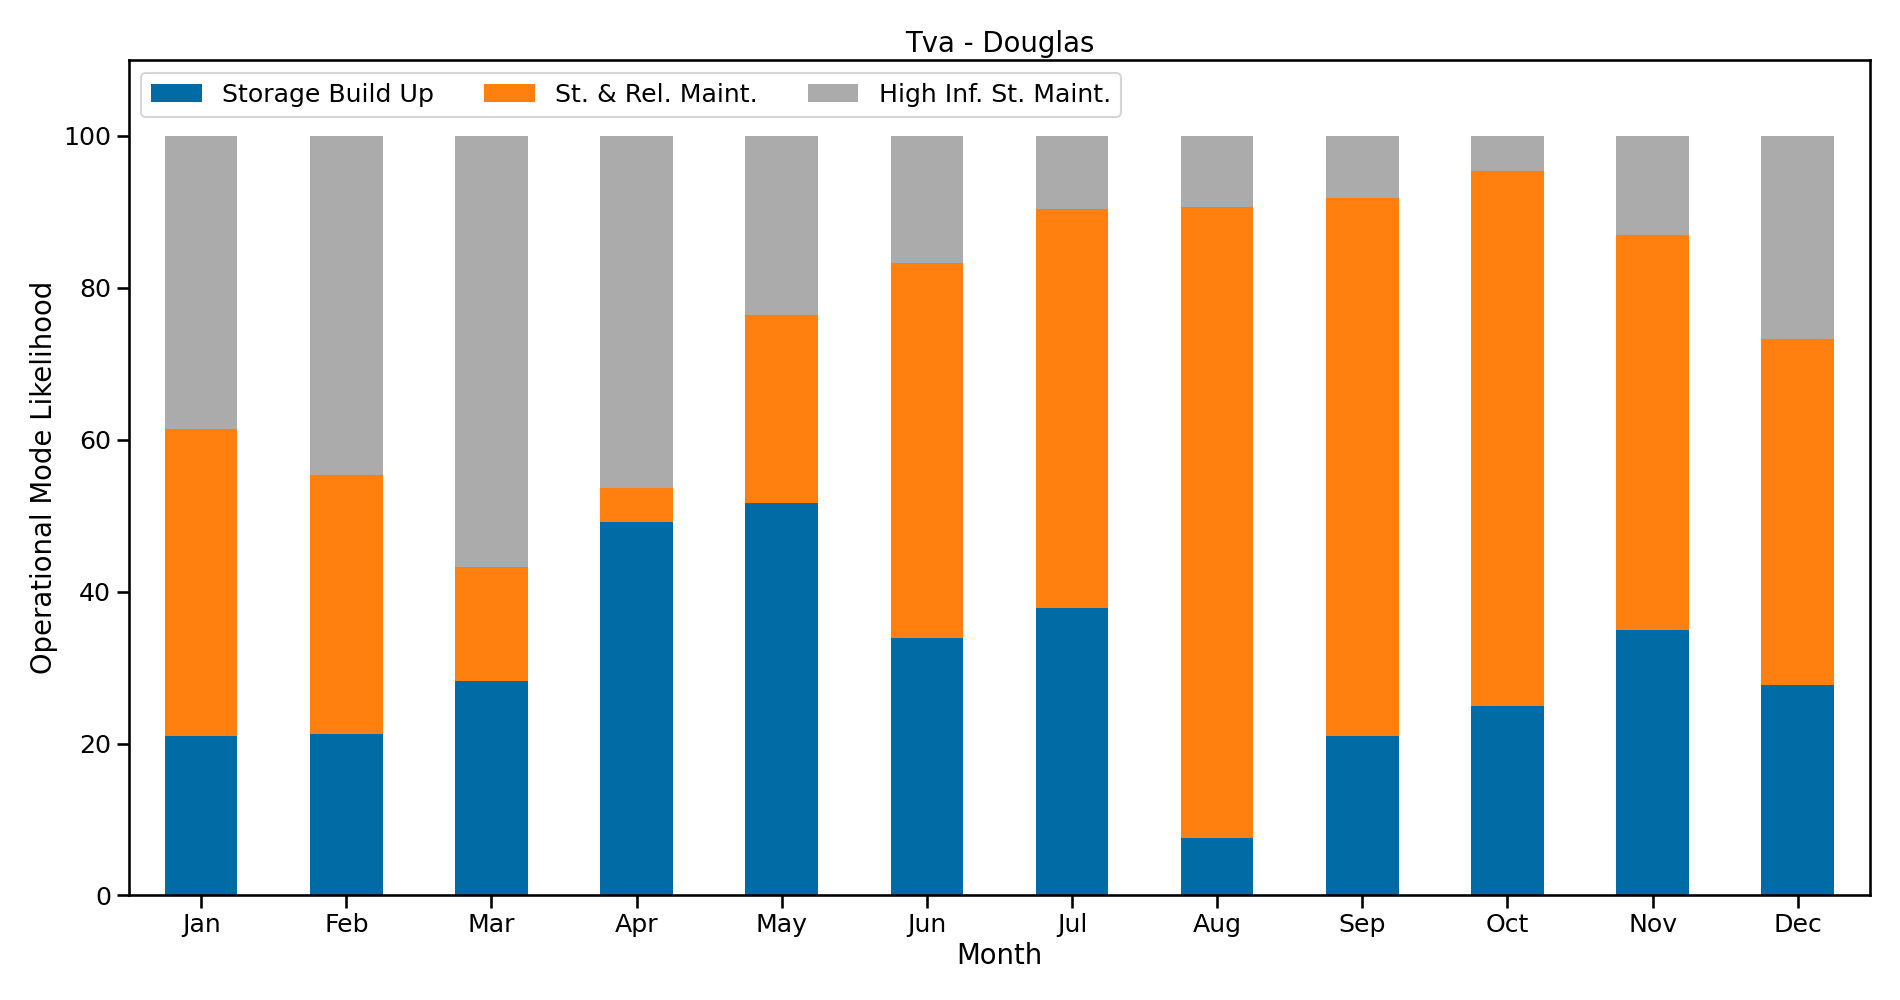 Tva - Douglas
Storage Build Up St. & Rel. Maint. High Inf. St. Maint.
Operational Mode Likelihood
100
80
60
40
20
0
Jan Feb Mar Apr May Jun Jul Aug Sep Oct Nov Dec
Month